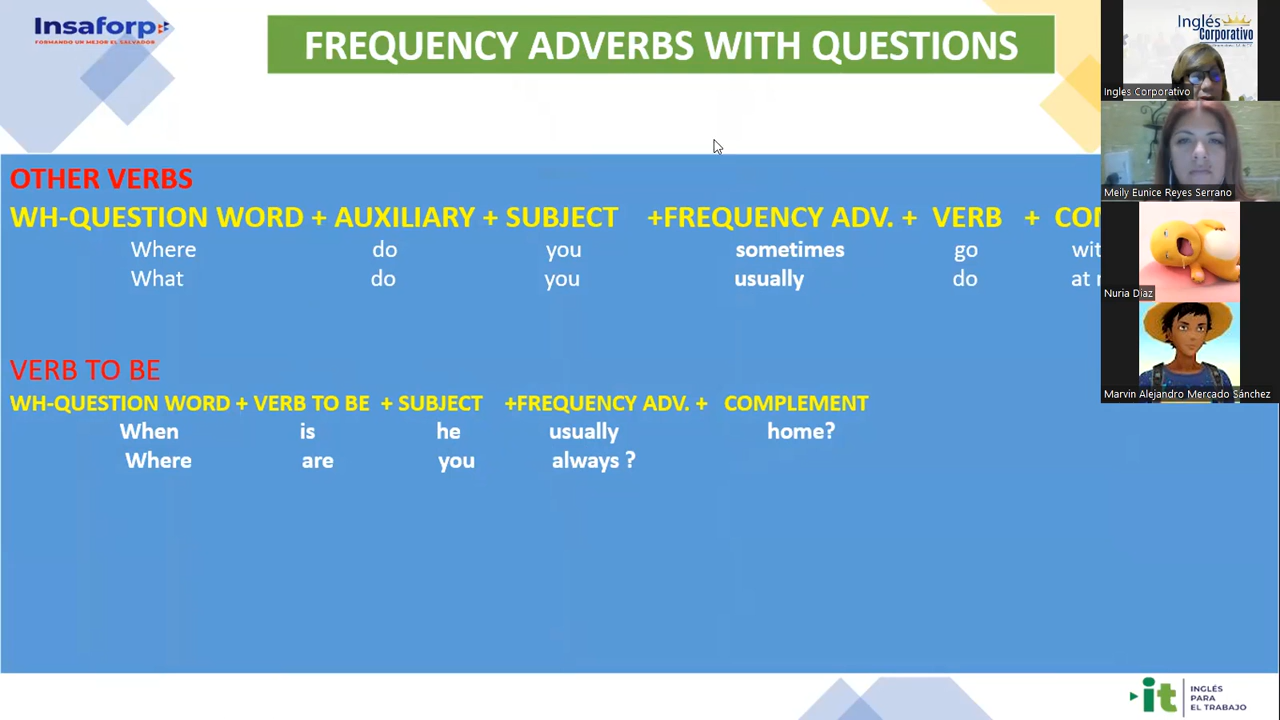 Insaforp
FORMANDO UN MEJOR EL SALVADOR
FREQUENCY ADVERBS WITH QUESTIONS
Inglés
Corporativo
Ingles Corporativo
Meily Eunice Reyes Serrano
Nuria Diaz
Marvin Alejandro Mercado Sánchez
OTHER VERBS
WH-QUESTION WORD + AUXILIARY + SUBJECT +FREQUENCY ADV. + VERB +
Where do you sometimes go
What do you usually do at
VERB TO BE
WH-QUESTION WORD + VERB TO BE + SUBJECT +FREQUENCY ADV. + COMPLEMENT
When is he usually home?
Where are you always ?
it
INGLÉS
PARA
EL TRABAJO